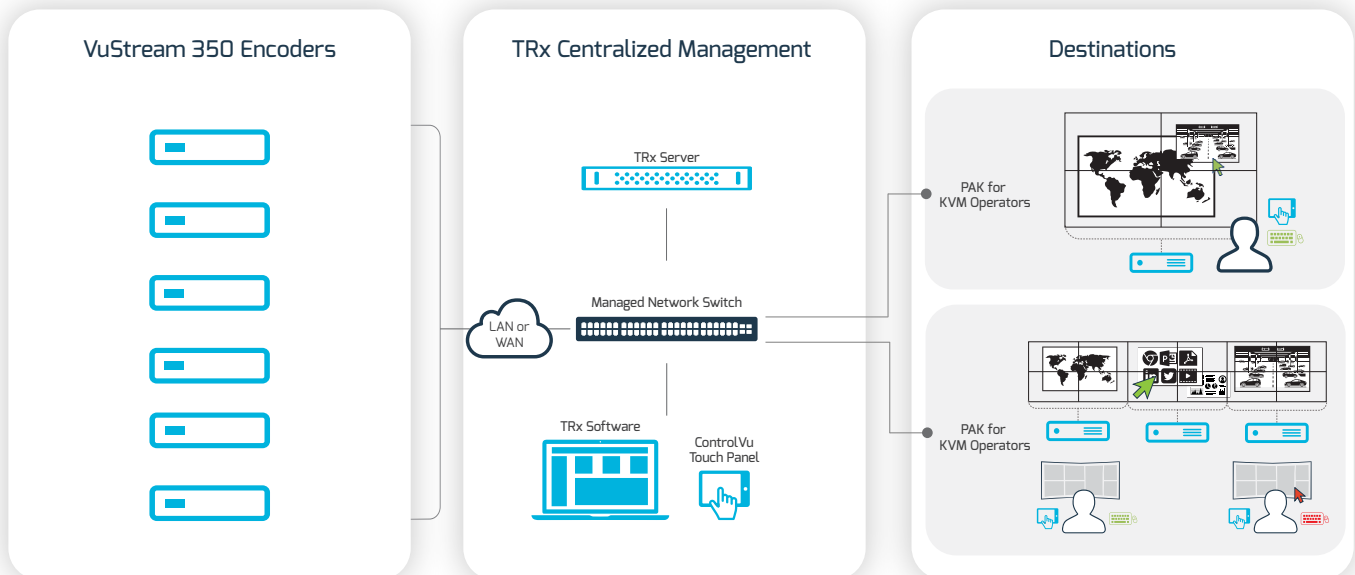 VuStream 350 Encoders
TRx Centralized Management
Destinations
TRx Server
Managed Network Switch
LAN or
WAN
TRx Software
ControlVu
Touch Panel
PAK for
KVM Operators
PAK for
KVM Operators